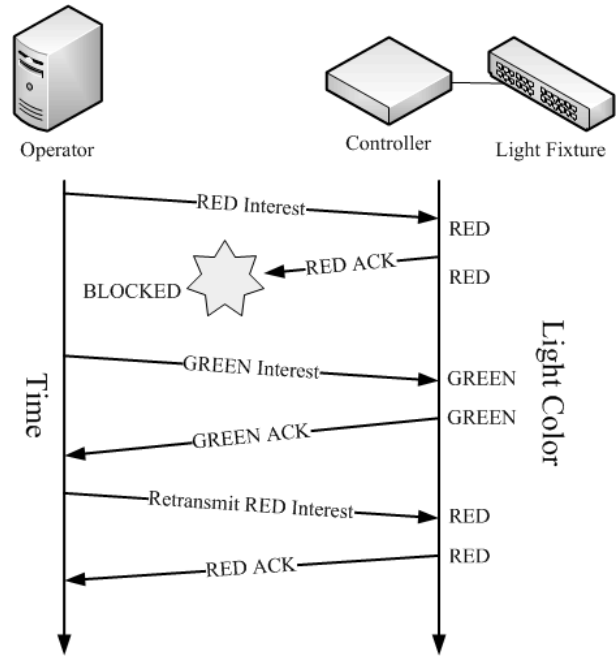 Operator
Controller
Light Fixture
RED Interest
RED
RED ACK
RED
BLOCKED
GREEN Interest
GREEN
GREEN
GREEN ACK
Time
Light Color
Retransmit RED Interest
RED
RED
RED ACK